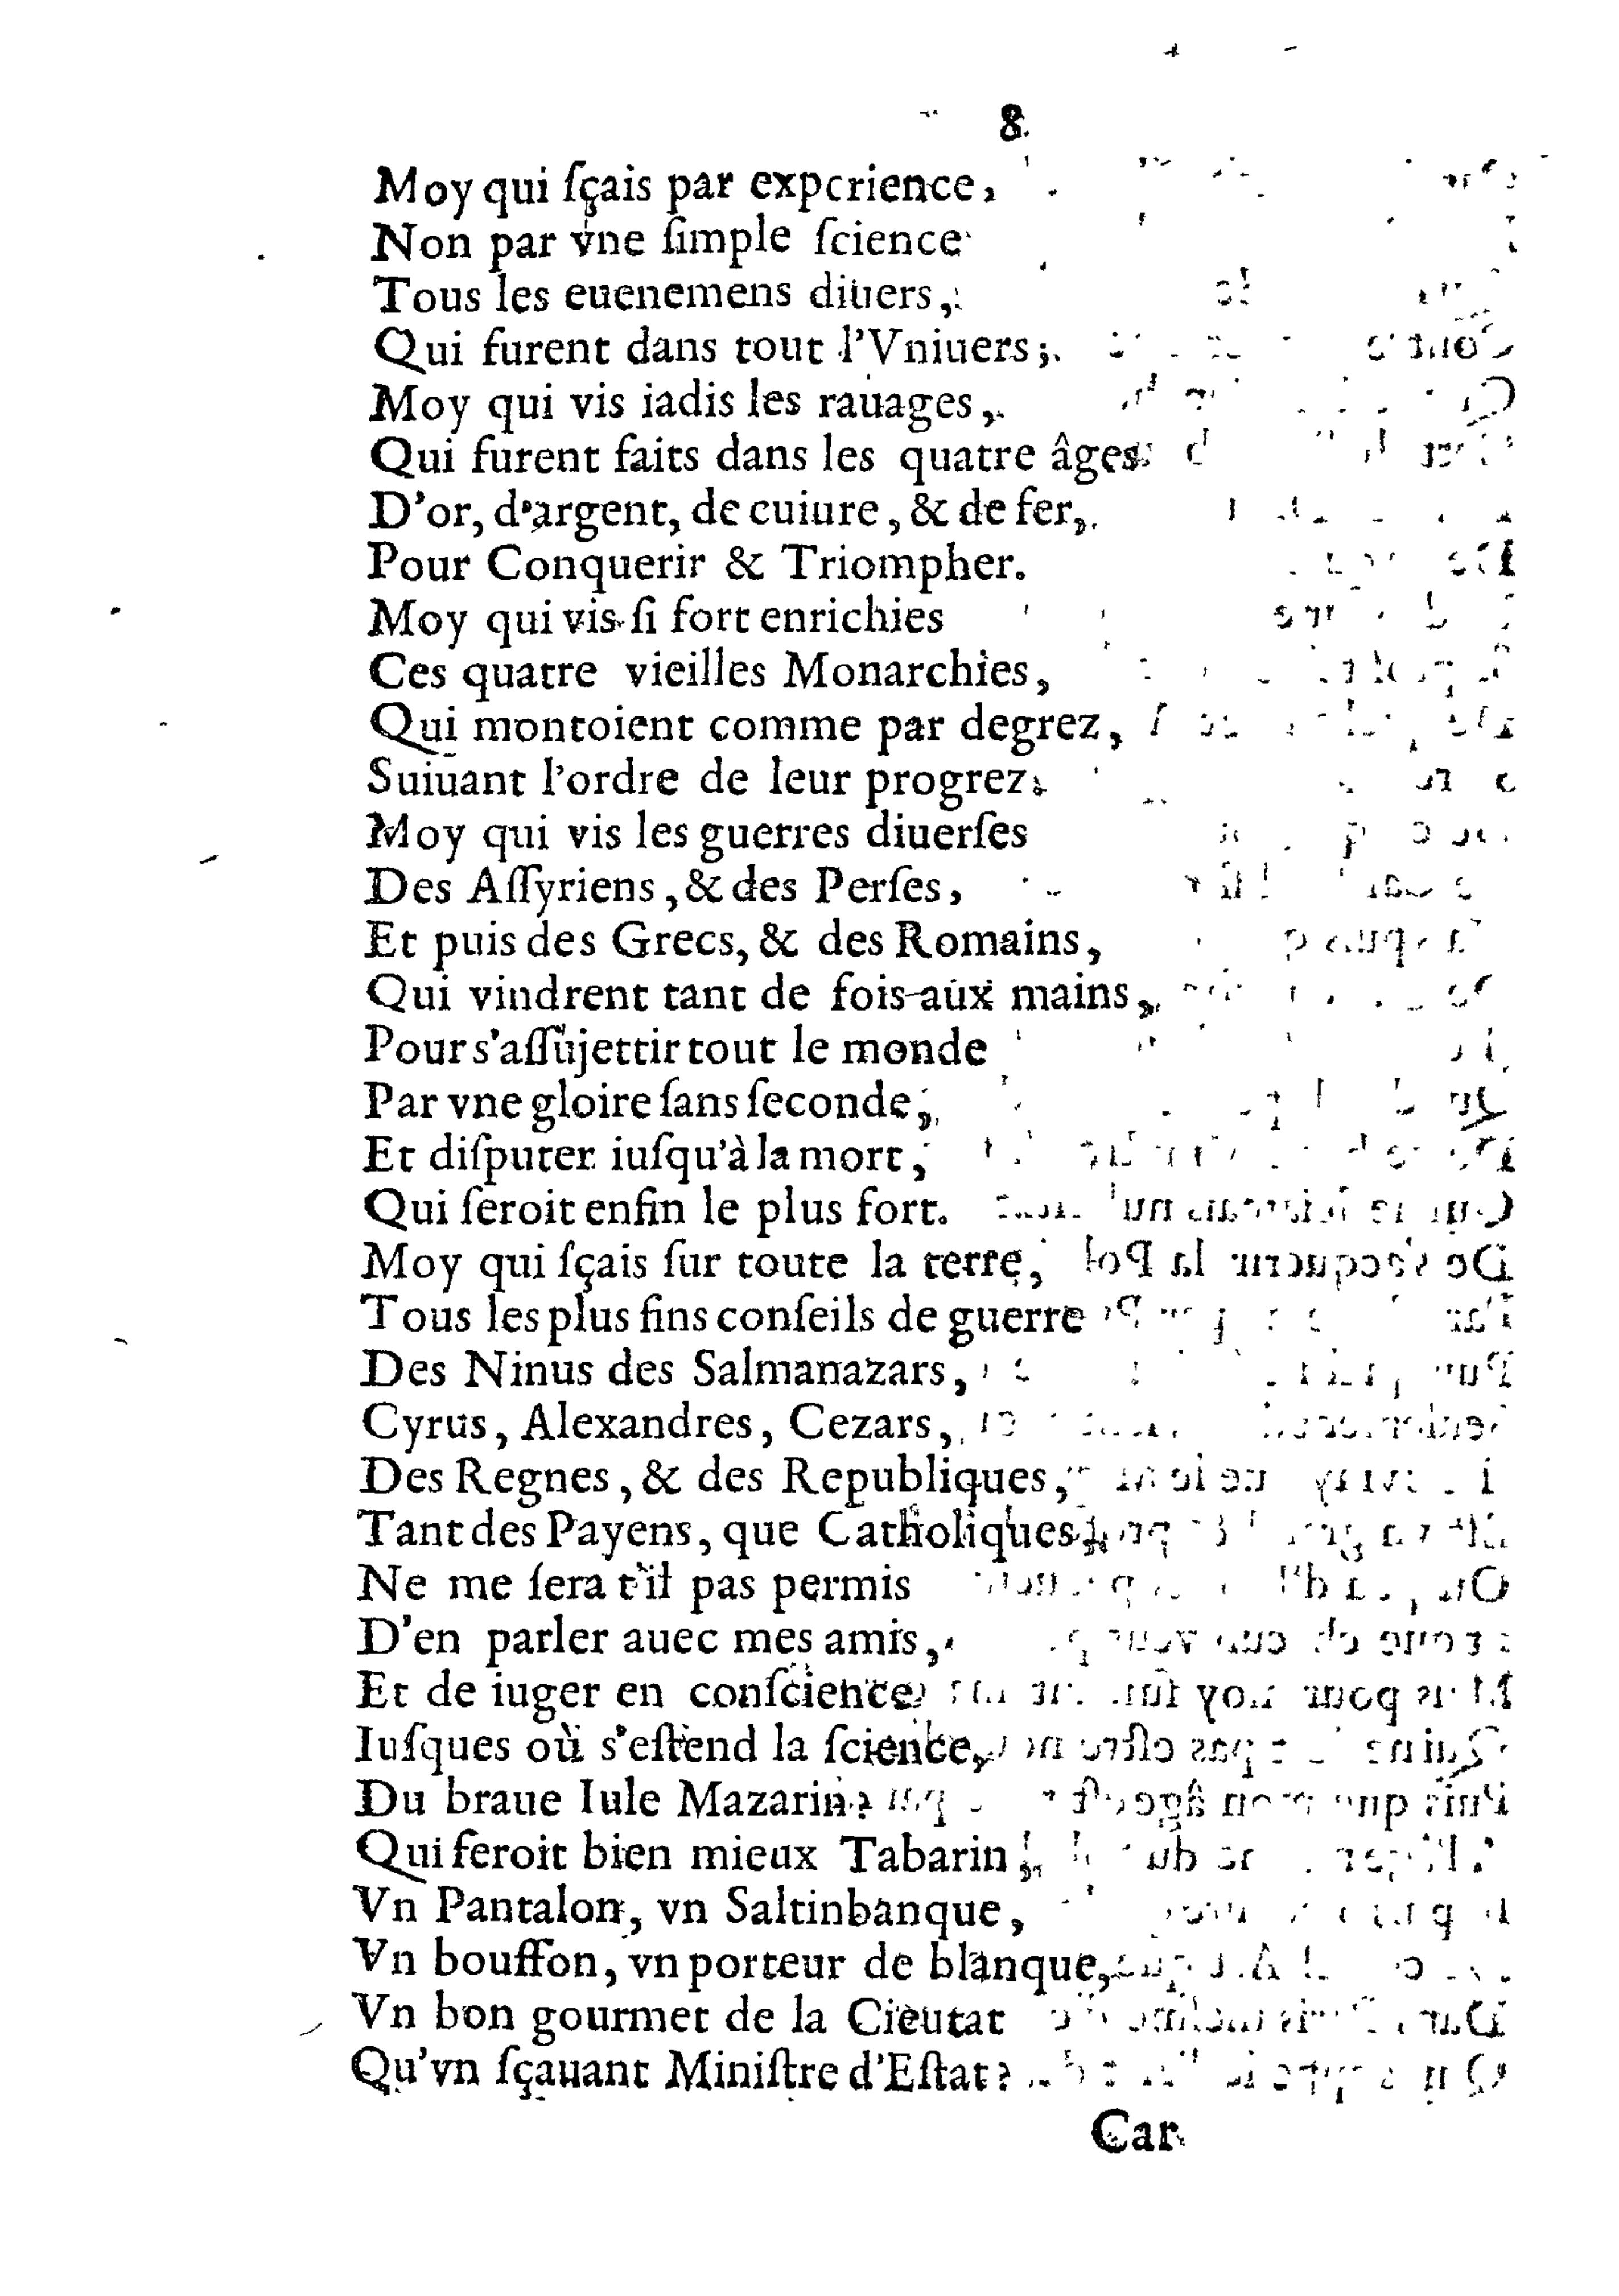 8.
Moy qui ſçais par experience,
Non par vne ſimple ſcience
Tous les euenemens diuers,
Qui furent dans tout l'Vniuers;
Moy qui vis iadis les rauages,
Qui furent faits dans les quatre âges
D'or, d'argent, de cuiure, & de fer,
Pour Conquerir & Triompher.
Moy qui vis ſi fort enrichies
Ces quatre vieilles Monarchies,
Qui montoient comme par degrez,
Suiuant l'ordre de leur progrez.
Moy qui vis les guerres diuerſes
Des Aſſyriens, & des Perſes,
Et puis des Grecs, & des Romains,
Qui vindrent tant de fois aux mains,
Pour s'aſſujettir tout le monde
Par vne gloire ſans ſeconde,
Et diſputer iuſqu'à la mort,
Qui ſeroit enfin le plus fort.
Moy qui ſçais ſur toute la terre,
Tous les plus fins conſeils de guerre
Des Ninus des Salmanazars,
Cyrus, Alexandres, Cezars,
Des Regnes, & des Republiques,
Tant des Payens, que Catholiques,
Ne me ſera t'il pas permis
D'en parler auec mes amis,
Et de iuger en conſcience
Iuſques où s'eſtend la ſcience,
Du braue Iule Mazarin?
Qui feroit bien mieux Tabarin,
Vn Pantalon, vn Saltinbanque,
Vn bouffon, vn porteur de blanque,
Vn bon gourmet de la Cieutat
Qu'vn ſçauant Miniſtre d'Eſtat?
Car